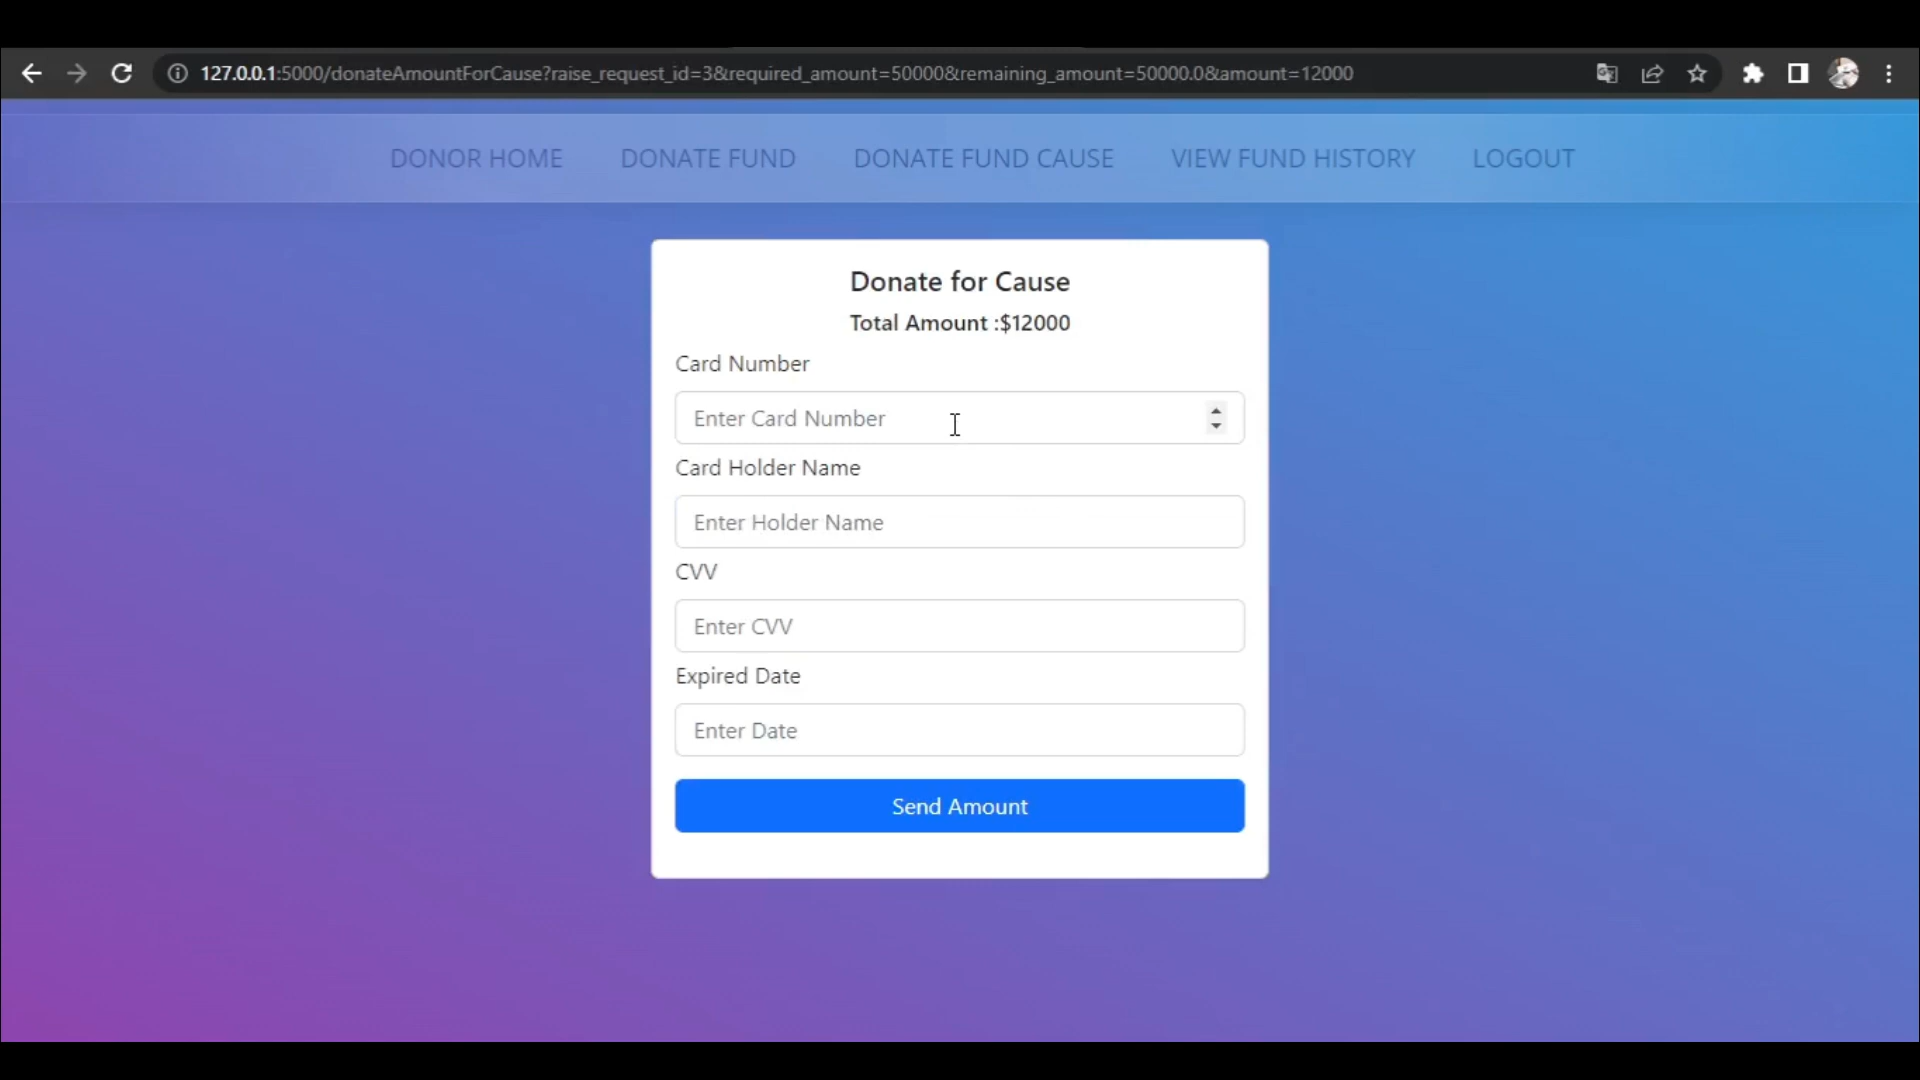 127.0.0.1:5000/donateAmountForCause?raise_request_id=3&required_amount=50000&remaining_amount=50000.0&amount=12000
DONOR HOME DONATE FUND DONATE FUND CAUSE VIEW FUND HISTORY LOGOUT
Donate for Cause
Total Amount :$12000
Card Number
Enter Card Number
Card Holder Name
Enter Holder Name
CVV
Enter CVV
Expired Date
Enter Date
Send Amount